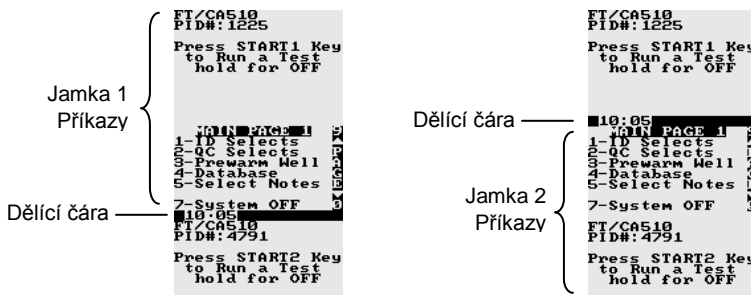 FT/CA510
PID#:1225
Press START1 Key
to Run a Test
hold for OFF
Jamka 1
Příkazy
MAIN PAGE 1 9
1-ID Selects
2-QC Selects P
3-Prewarm Well A
4-Database G
5-Select Notes E
7-System OFF 0
Dělící čára
10:05
FT/CA510
PID#:4791
Press START2 Key
to Run a Test
hold for OFF
FT/CA510
PID#:1225
Press START1 Key
to Run a Test
hold for OFF
Dělící čára
10:05
MAIN PAGE 1
1-ID Selects
2-QC Selects
3-Prewarm Well
4-Database
5-Select Notes
7-System OFF
Jamka 2
Příkazy
FT/CA510
PID#:4791
Press START2 Key
to Run a Test
hold for OFF